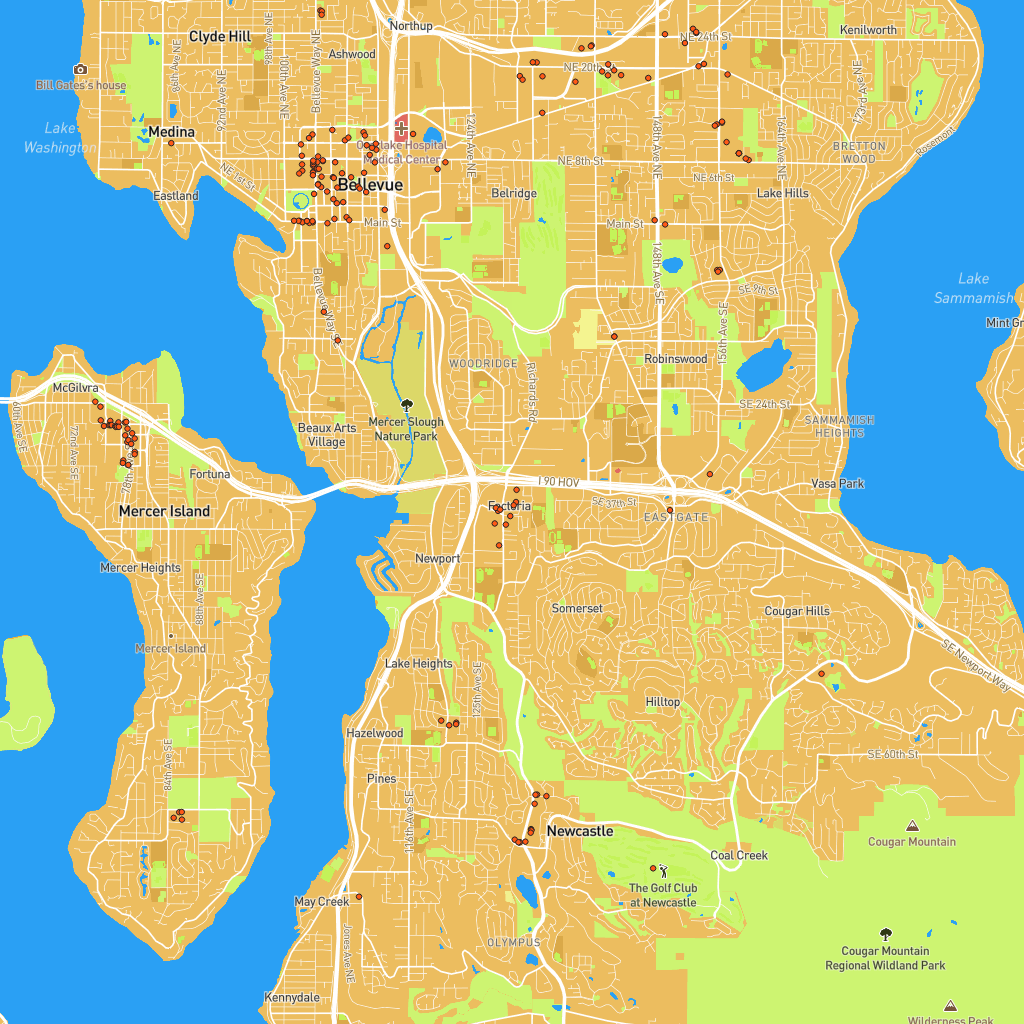 Northup
Clyde Hill
Ashwood
98th Ave NE
Bellevue Way NE
86th Ave NE
100th Ave NE
92nd Ave NE
Bill Gates's house
NE 24th St
Kenilworth
NE 20th
173rd Ave NE
Rosemont
Lake
Washington
Medina
Overlake Hospital
Medical Center
124th Ave NE
148th Ave NE
164th Ave NE
BRETTON
WOOD
NE 8th St
NE 1st St
NE 6th St
Eastland
Bellevue
Belridge
Lake Hills
Main St
Main St
148th Ave SE
Lake
Sammamish
SE 9th St
Bellevue Way S
156th Ave SE
Mint Gr
WOODRIDGE
Robinswood
Richards Rd
McGilvra
60th Ave SE
72nd Ave SE
78th Ave
Mercer Slough
Nature Park
Beaux Arts
Village
SE 24th St
SAMMAMISH
HEIGHTS
Fortuna
I 90 HOV
Vasa Park
Mercer Island
Factoria
SE 37th St
EASTGATE
Newport
Mercer Heights
88th Ave SE
Somerset
Cougar Hills
Mercer Island
SE Newport Way
Lake Heights
125th Ave SE
Hilltop
Hazelwood
84th Ave SE
SE 60th St
Pines
116th Ave SE
Newcastle
Cougar Mountain
Coal Creek
The Golf Club
at Newcastle
May Creek
Jones Ave NE
OLYMPUS
Cougar Mountain
Regional Wildland Park
Kennydale
Wilderness Peak